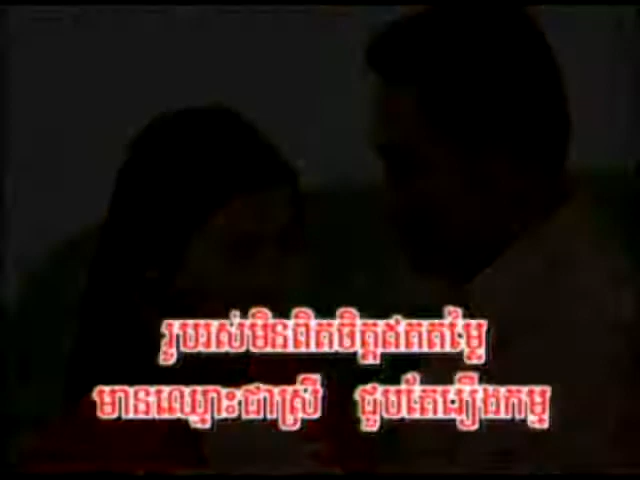 រូបរស់មិនពិតចិត្តឥតតម្លៃ
មានឈ្មោះជាស្រី ជួបតែរឿងកម្ម